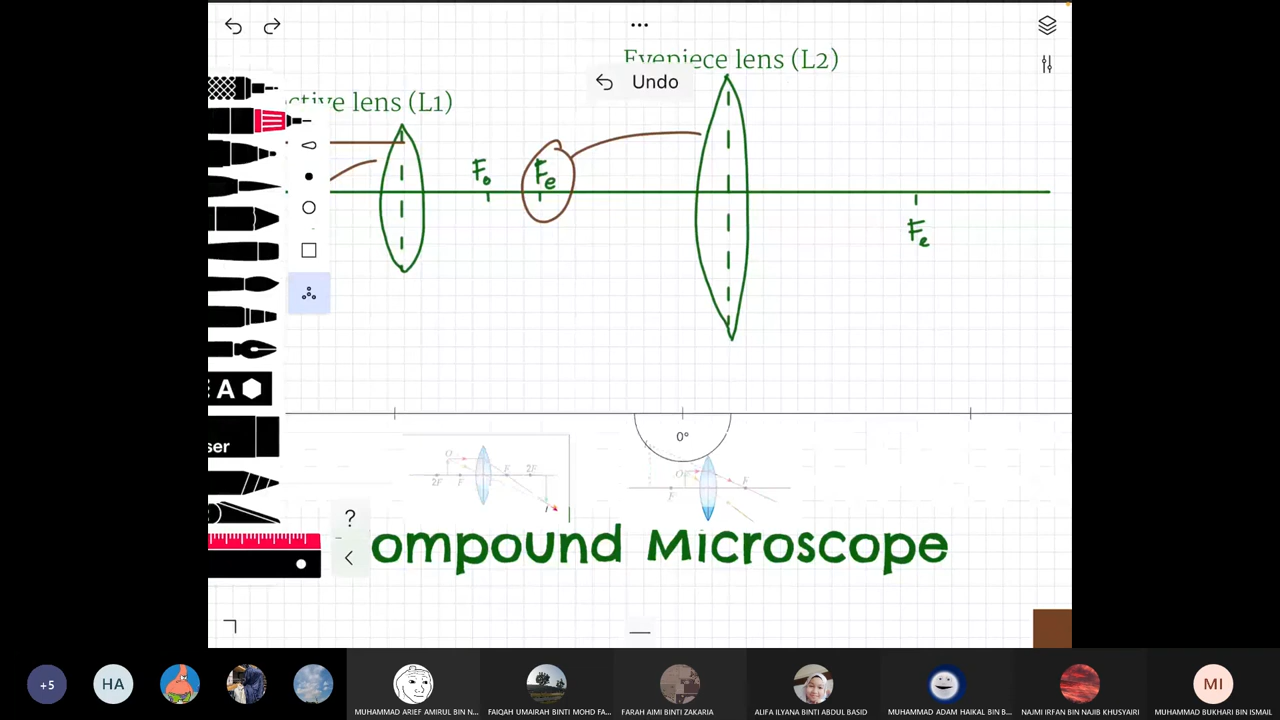 Eyepiece lens (L2)
Undo
ctive lens (L1)
Fo
Fe
Fe
A
ser
0°
O
2F
F
F
2F
I
O
F
F
?
ompound Microscope
+5
HA
MI
MUHAMMAD ARIEF AMIRUL BIN N...
FAIQAH UMAIRAH BINTI MOHD FA...
FARAH AIMI BINTI ZAKARIA
ALIFA ILYANA BINTI ABDUL BASID
MUHAMMAD ADAM HAIKAL BIN B...
NAJMI IRFAN BIN NAJIB KHUSYAIRI
MUHAMMAD BUKHARI BIN ISMAIL